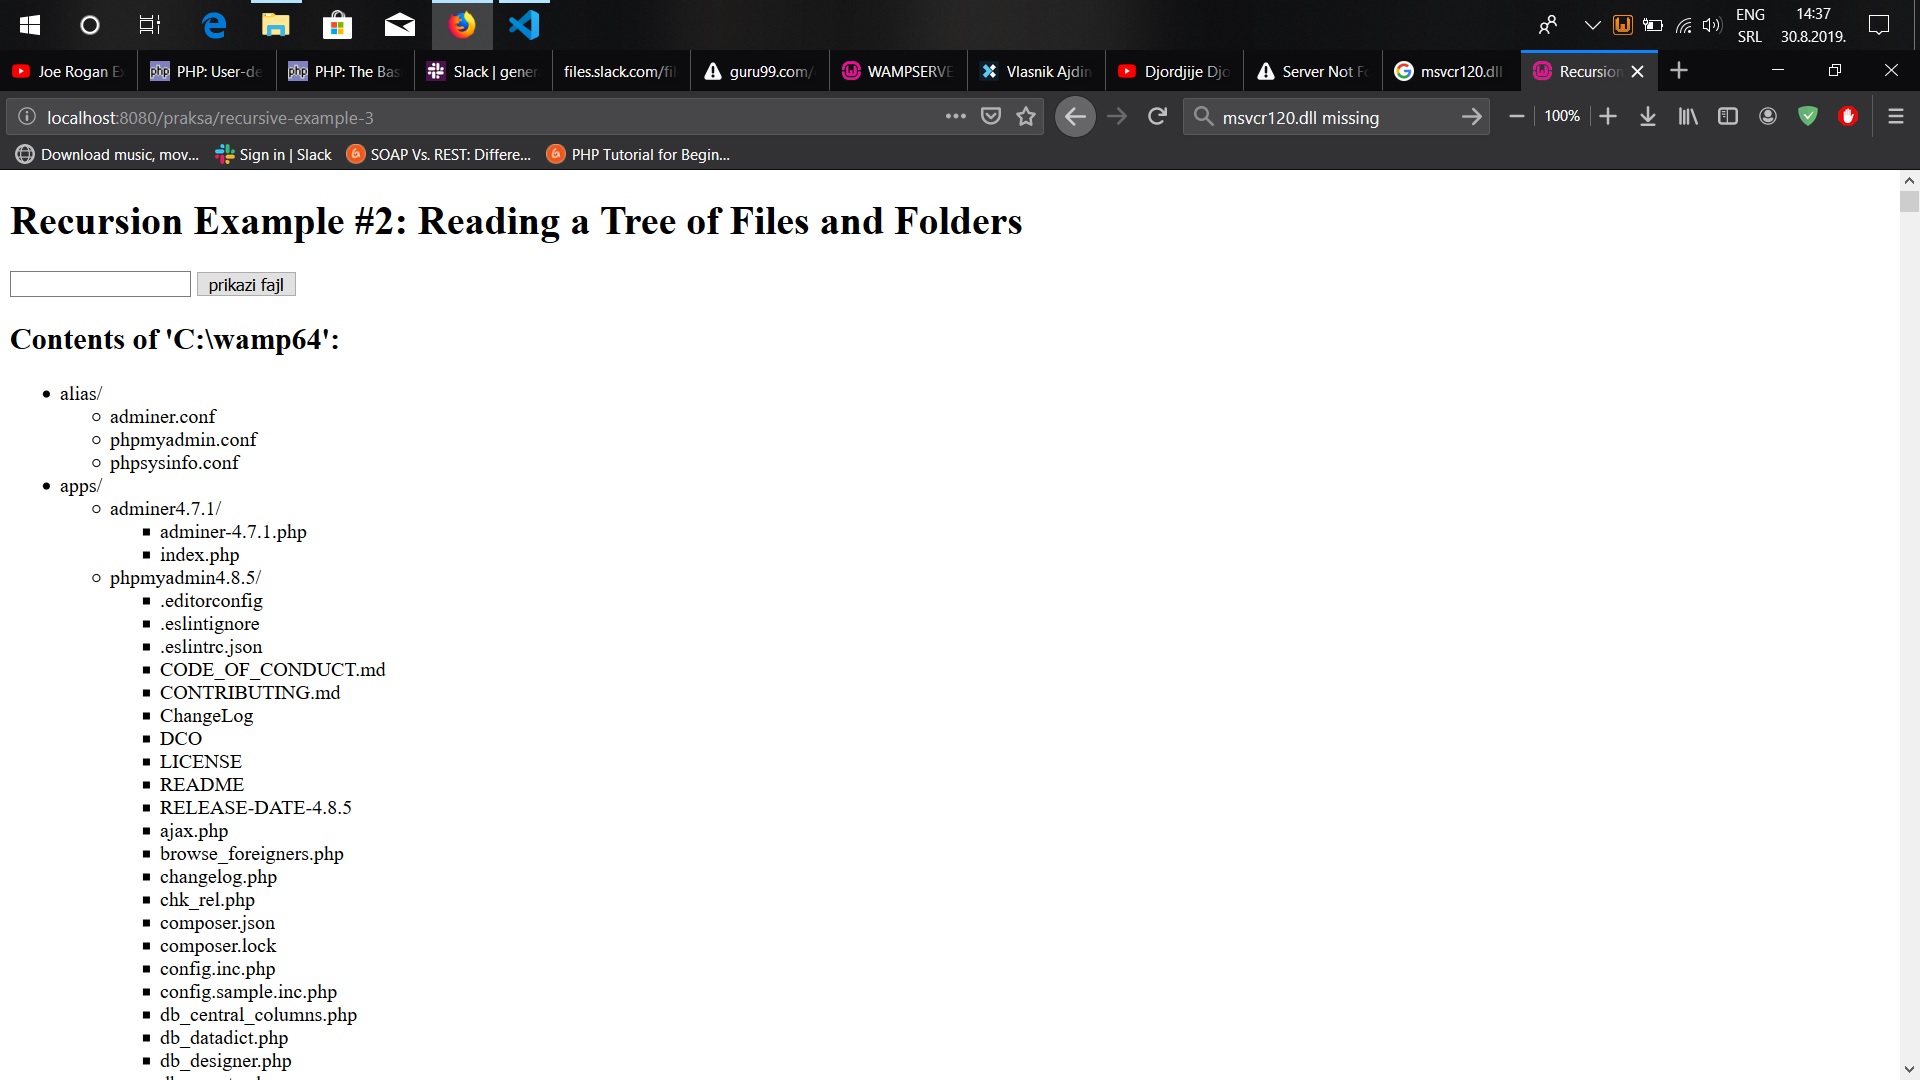 ENG
14:37
SRL
30.8.2019.
Joe Rogan E
php PHP: User-de
php PHP: The Bas
Slack | gener
files.slack.com/fil
guru99.com/
WAMPSERVE
Vlasnik Ajdin
Djordjije Djo
Server Not Fo
msvcr120.dll
Recursion
localhost:8080/praksa/recursive-example-3
msvcr120.dll missing
100%
Download music, mov...
Sign in | Slack
SOAP Vs. REST: Differe...
PHP Tutorial for Begin...
Recursion Example #2: Reading a Tree of Files and Folders
prikazi fajl
Contents of 'C:\wamp64':
alias/
adminer.conf
phpmyadmin.conf
phpsysinfo.conf
apps/
adminer4.7.1/
adminer-4.7.1.php
index.php
phpmyadmin4.8.5/
.editorconfig
.eslintignore
.eslintrc.json
CODE_OF_CONDUCT.md
CONTRIBUTING.md
ChangeLog
DCO
LICENSE
README
RELEASE-DATE-4.8.5
ajax.php
browse_foreigners.php
changelog.php
chk_rel.php
composer.json
composer.lock
config.inc.php
config.sample.inc.php
db_central_columns.php
db_datadict.php
db_designer.php